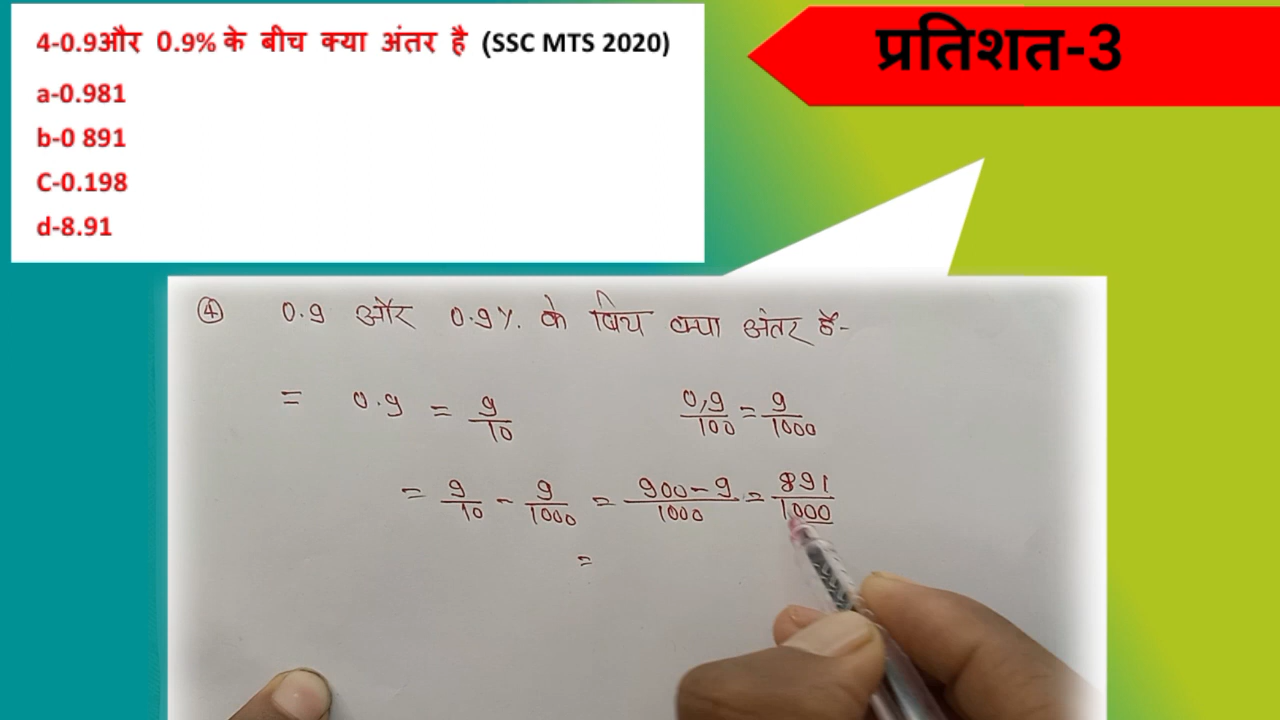 4-0.9और 0.9% के बीच क्या अंतर है (SSC MTS 2020)
a-0.981
b-0 891
C-0.198
d-8.91
प्रतिशत-3
④ 0.9 और 0.9%. के बिच क्या अंतर है-
= 0.9 = 9/10 0,9/100 = 9/1000
= 9/10 - 9/1000 = 900-9/1000 = 891/1000
=